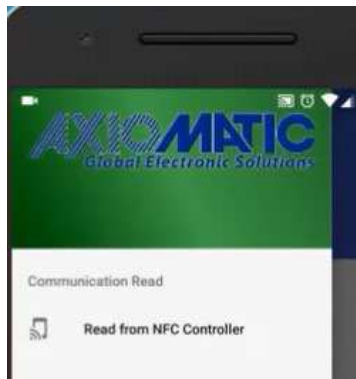 AXIOMATIC
Global Electronic Solutions
Communication Read
Read from NFC Controller